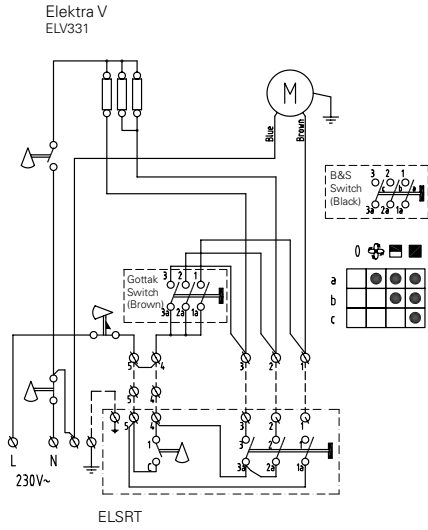 Elektra V
ELV331
M
Blue
Brown
B&S
Switch
(Black)
3 2 1
c b a
3a 2a 1a
0
a
b
c
Gottak
Switch
(Brown)
3 2 1
3a 2a 1a
5 4 3 2 1
5 4
5 4 3 2 1
1
c
3a 2a 1a
L N
230V~
ELSRT